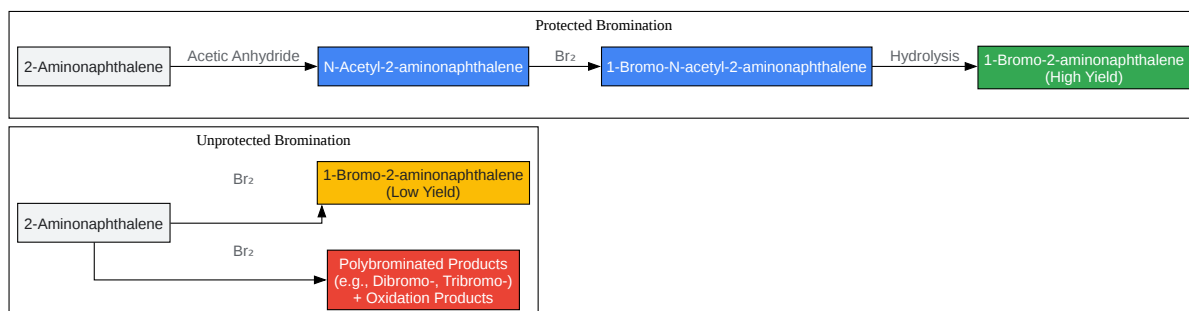 Protected Bromination
2-Aminonaphthalene
Acetic Anhydride
N-Acetyl-2-aminonaphthalene
Br₂
1-Bromo-N-acetyl-2-aminonaphthalene
Hydrolysis
1-Bromo-2-aminonaphthalene
(High Yield)
Unprotected Bromination
2-Aminonaphthalene
Br₂
1-Bromo-2-aminonaphthalene
(Low Yield)
Br₂
Polybrominated Products
(e.g., Dibromo-, Tribromo-)
+ Oxidation Products